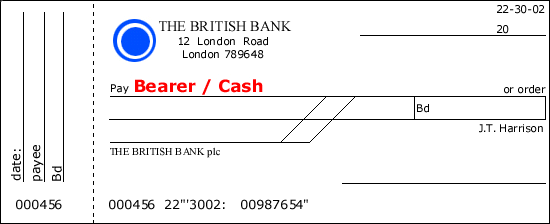 date:
payee
Bd
000456
THE BRITISH BANK
12 London Road
London 789648
22-30-02
20
Pay Bearer / Cash
or order
Bd
J.T. Harrison
THE BRITISH BANK plc
000456 22"'3002: 00987654"